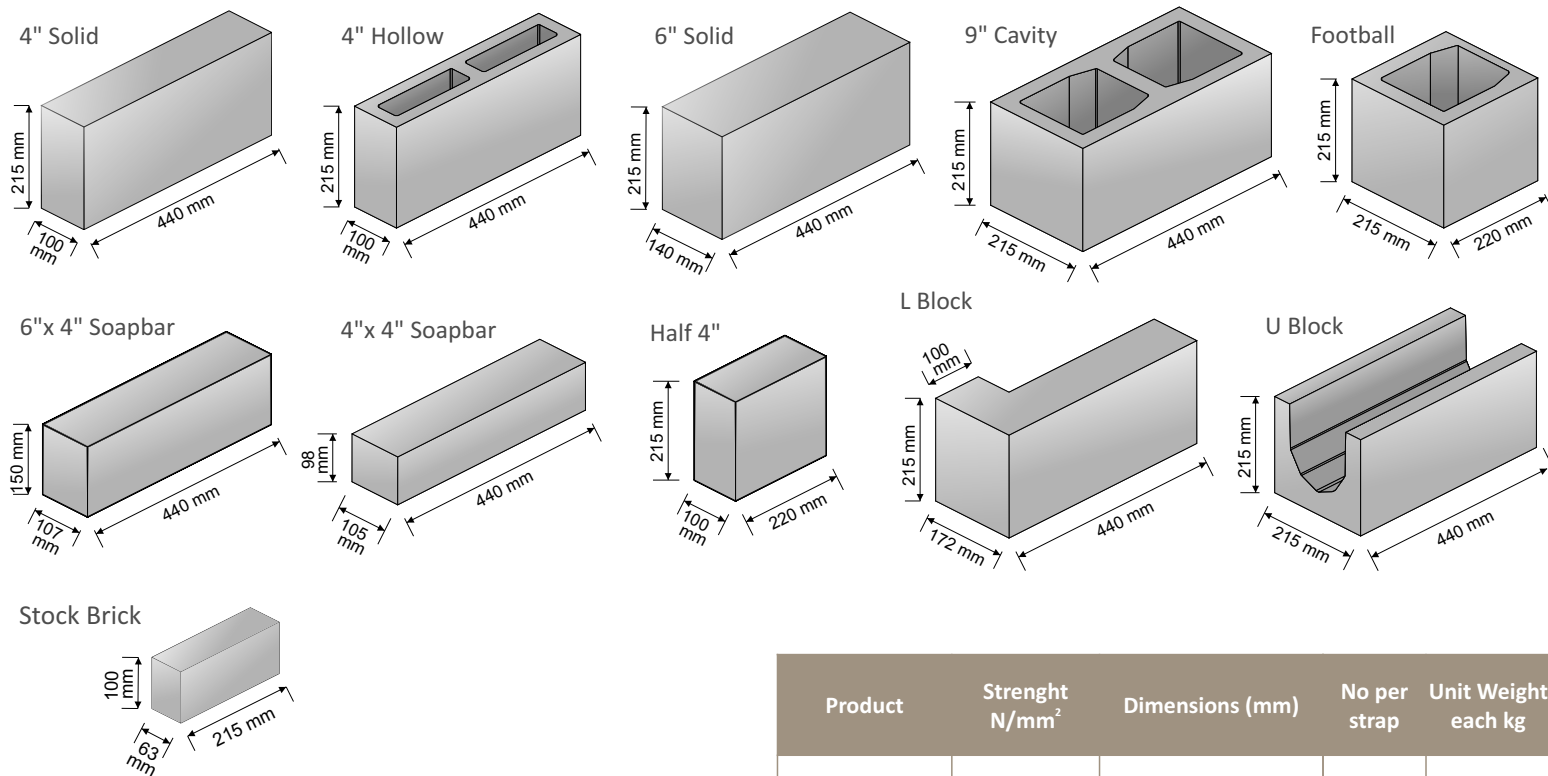 4" Solid
215 mm
100 mm
440 mm
4" Hollow
215 mm
100 mm
440 mm
6" Solid
215 mm
140 mm
440 mm
9" Cavity
215 mm
215 mm
440 mm
Football
215 mm
215 mm
220 mm
6"x 4" Soapbar
150 mm
107 mm
440 mm
4"x 4" Soapbar
98 mm
105 mm
440 mm
Half 4"
215 mm
100 mm
220 mm
L Block
100 mm
215 mm
172 mm
440 mm
U Block
215 mm
215 mm
440 mm
Stock Brick
100 mm
63 mm
215 mm
Product
Strenght N/mm²
Dimensions (mm)
No per strap
Unit Weight each kg